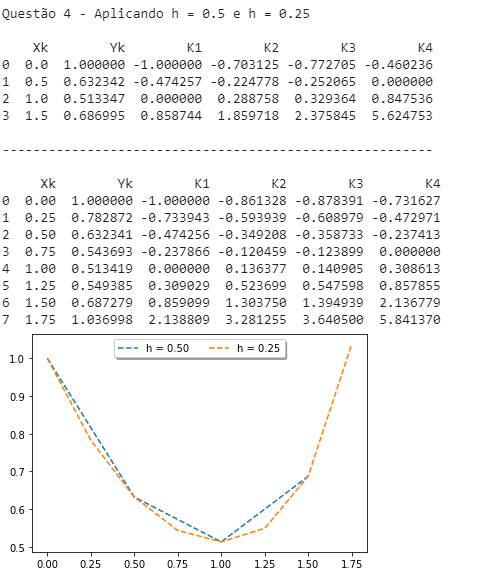 Questão 4 - Aplicando h = 0.5 e h = 0.25
Xk Yk K1 K2 K3 K4
0 0.0 1.000000 -1.000000 -0.703125 -0.772705 -0.460236
1 0.5 0.632342 -0.474257 -0.224778 -0.252065 0.000000
2 1.0 0.513347 0.000000 0.288758 0.329364 0.847536
3 1.5 0.686995 0.858744 1.859718 2.375845 5.624753
------------------------------------------------------
Xk Yk K1 K2 K3 K4
0 0.00 1.000000 -1.000000 -0.861328 -0.878391 -0.731627
1 0.25 0.782872 -0.733943 -0.593939 -0.608979 -0.472971
2 0.50 0.632341 -0.474256 -0.349208 -0.358733 -0.237413
3 0.75 0.543693 -0.237866 -0.120459 -0.123899 0.000000
4 1.00 0.513419 0.000000 0.136377 0.140905 0.308613
5 1.25 0.549385 0.309029 0.523699 0.547598 0.857855
6 1.50 0.687279 0.859099 1.303750 1.394939 2.136779
7 1.75 1.036998 2.138809 3.281255 3.640500 5.841370
h = 0.50 h = 0.25
1.0
0.9
0.8
0.7
0.6
0.5
0.00 0.25 0.50 0.75 1.00 1.25 1.50 1.75